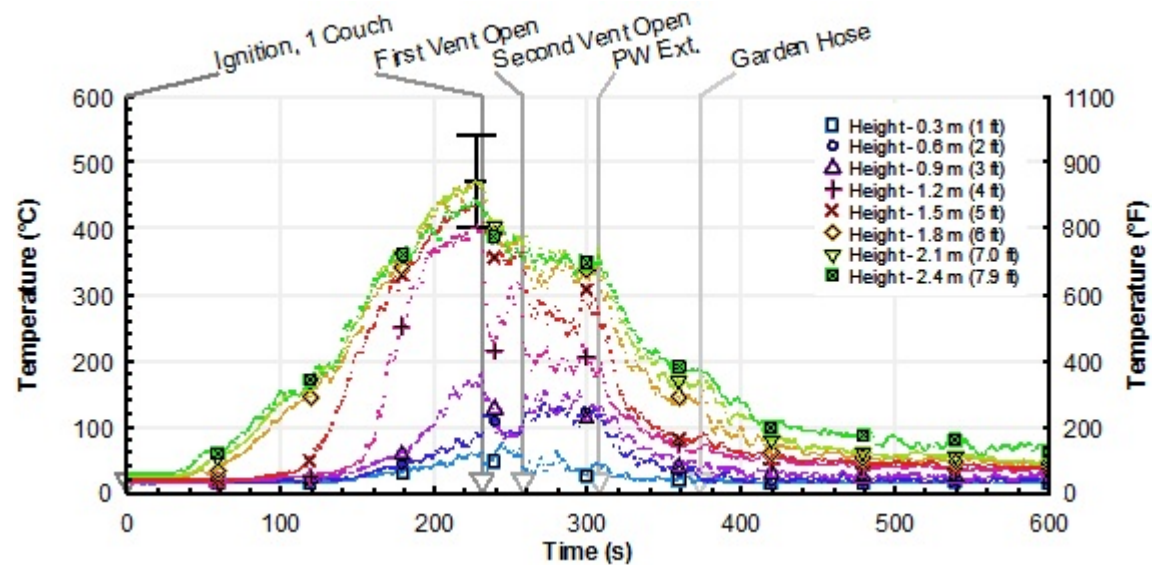 Ignition, 1 Couch
First Vent Open
Second Vent Open
PW Ext.
Garden Hose
600
500
400
300
200
100
0
Temperature (°C)
1100
900
800
600
400
200
0
Temperature (°F)
Height - 0.3 m (1 ft)
Height - 0.6 m (2 ft)
Height - 0.9 m (3 ft)
Height - 1.2 m (4 ft)
Height - 1.5 m (5 ft)
Height - 1.8 m (6 ft)
Height - 2.1 m (7.0 ft)
Height - 2.4 m (7.9 ft)
0 100 200 300 400 500 600
Time (s)